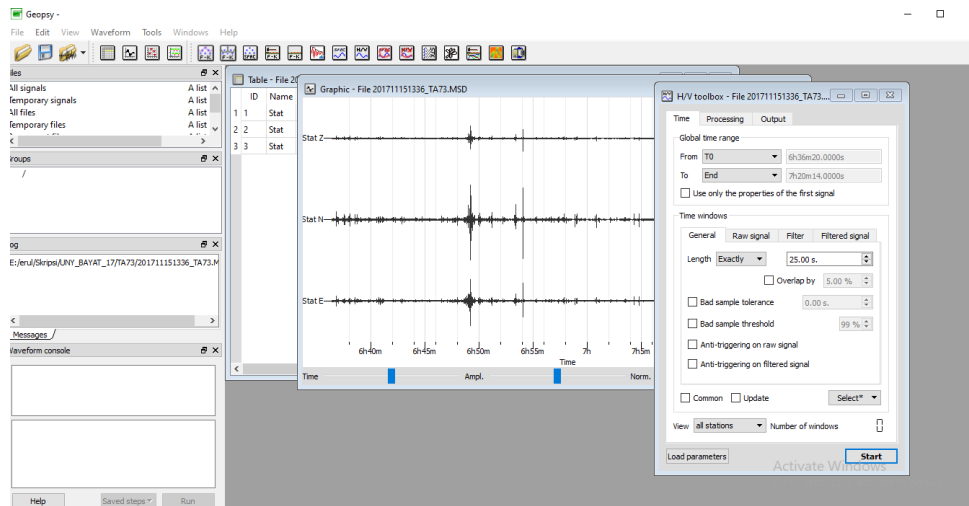 Geopsy -
File Edit View Waveform Tools Windows Help
iles
All signals A list
Temporary signals A list
All files A list
Temporary files A list
Groups
/
og
E:/erul/Skripsi/UNY_BAYAT_17/TA73/201711151336_TA73.M
Messages
Waveform console
Help Saved steps Run
Table - File 20
ID Name
1 1 Stat
2 2 Stat
3 3 Stat
Graphic - File 201711151336_TA73.MSD
Stat Z
Stat N
Stat E
6h40m 6h45m 6h50m 6h55m 7h 7h5m
Time
Time Ampl. Norm.
H/V toolbox - File 201711151336_TA73....
Time Processing Output
Global time range
From T0 6h36m20.0000s
To End 7h20m14.0000s
Use only the properties of the first signal
Time windows
General Raw signal Filter Filtered signal
Length Exactly 25.00 s.
Overlap by 5.00 %
Bad sample tolerance 0.00 s.
Bad sample threshold 99 %
Anti-triggering on raw signal
Anti-triggering on filtered signal
Common Update Select*
View all stations Number of windows 0
Load parameters Start
Activate Windows